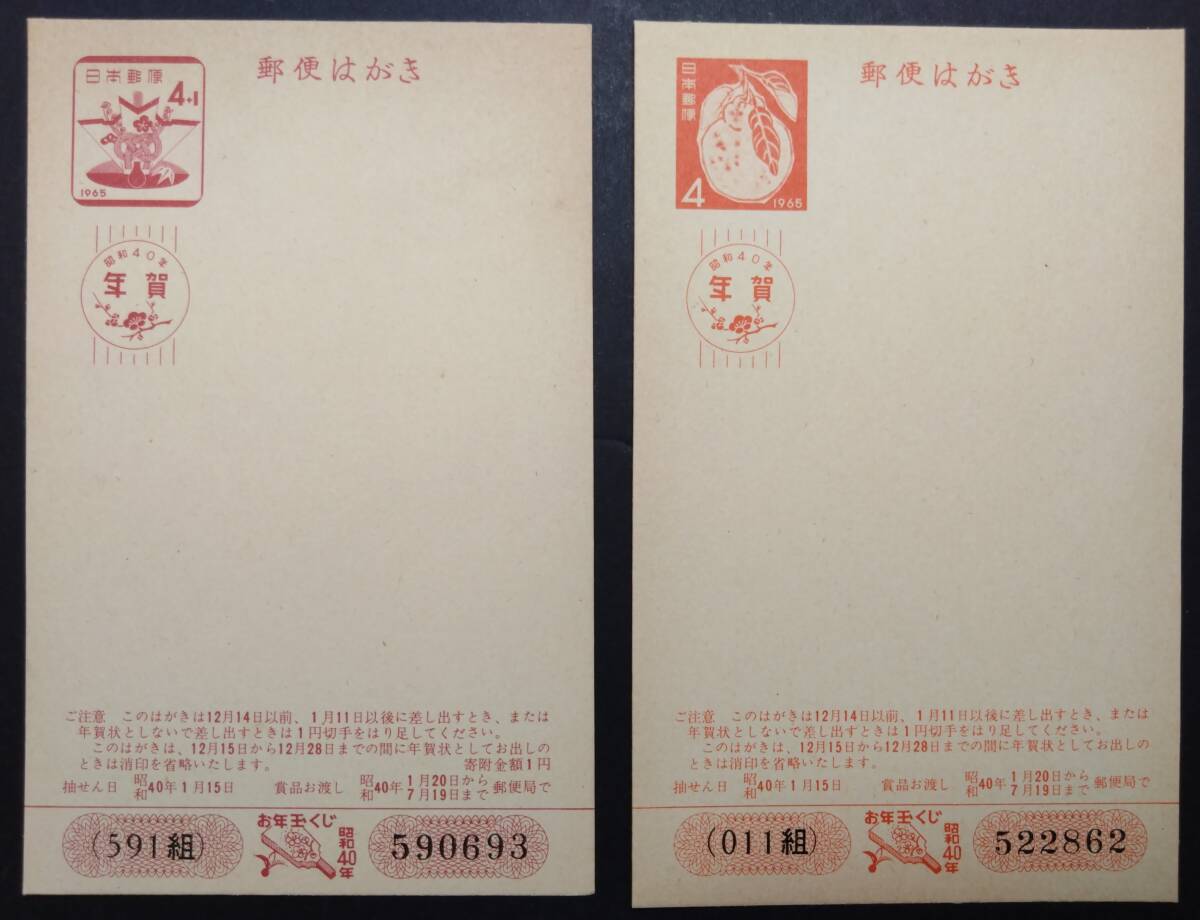 郵便はがき
日本郵便
4+1
1965
昭和40年
年賀
ご注意 このはがきは12月14日以前、1月11日以後に差し出すとき、または
年賀状としないで差し出すときは1円切手をはり足してください。
このはがきは、12月15日から12月28日までの間に年賀状としてお出しの
ときは消印を省略いたします。 寄附金額1円
抽せん日 昭和40年1月15日 賞品お渡し 昭和40年 1月20日から 7月19日まで 郵便局で
(591組)
お年玉くじ
昭和40年
590693
郵便はがき
日本郵便
4
1965
昭和40年
年賀
ご注意 このはがきは12月14日以前、1月11日以後に差し出すとき、または
年賀状としないで差し出すときは1円切手をはり足してください。
このはがきは、12月15日から12月28日までの間に年賀状としてお出しの
ときは消印を省略いたします。
抽せん日 昭和40年1月15日 賞品お渡し 昭和40年 1月20日から 7月19日まで 郵便局で
(011組)
お年玉くじ
昭和40年
522862